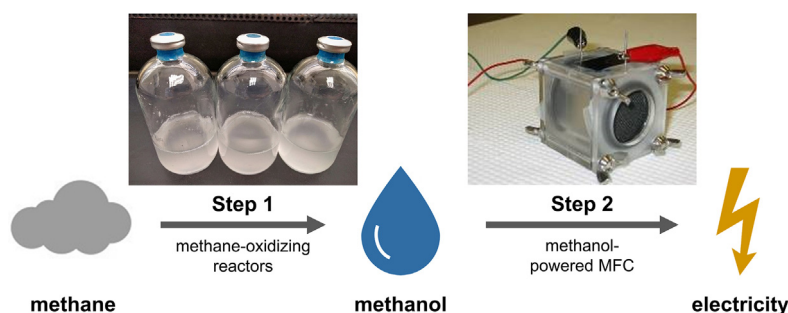 Step 1
methane-oxidizing
reactors
Step 2
methanol-
powered MFC
methane
methanol
electricity